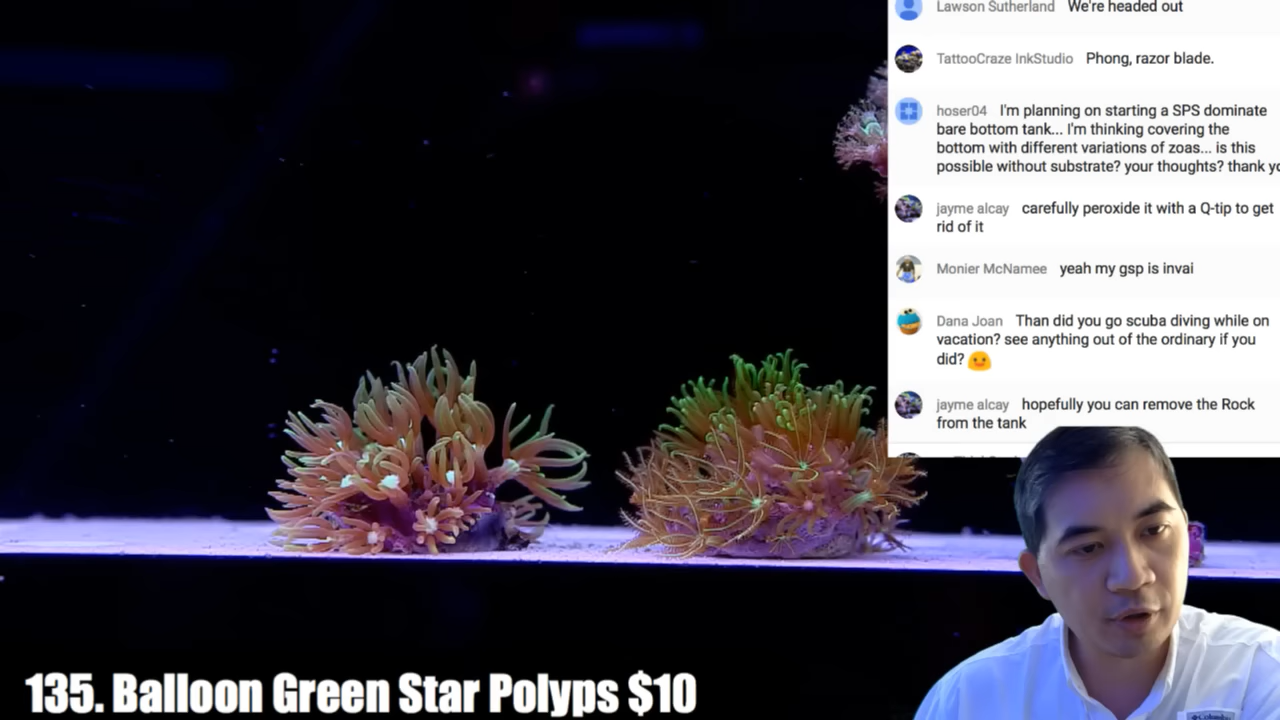 Lawson Sutherland We're headed out
TattooCraze InkStudio Phong, razor blade.
hoser04 I'm planning on starting a SPS dominate
bare bottom tank... I'm thinking covering the
bottom with different variations of zoas... is this
possible without substrate? your thoughts? thank
jayme alcay carefully peroxide it with a Q-tip to get
rid of it
Monier McNamee yeah my gsp is invai
Dana Joan Than did you go scuba diving while on
vacation? see anything out of the ordinary if you
did?
jayme alcay hopefully you can remove the Rock
from the tank
135. Balloon Green Star Polyps $10